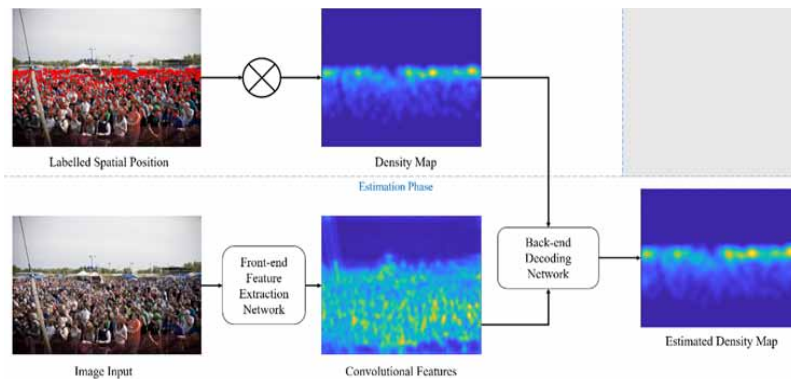 Labelled Spatial Position
Density Map
Estimation Phase
Front-end
Feature
Extraction
Network
Back-end
Decoding
Network
Image Input
Convolutional Features
Estimated Density Map